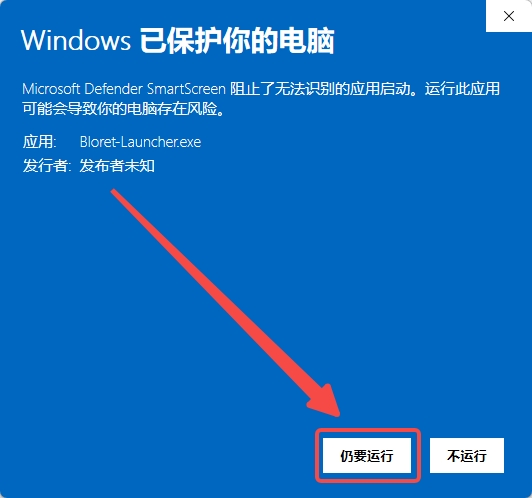 Windows 已保护你的电脑
Microsoft Defender SmartScreen 阻止了无法识别的应用启动。运行此应用
可能会导致你的电脑存在风险。
应用: Bloret-Launcher.exe
发行者: 发布者未知
仍要运行 不运行